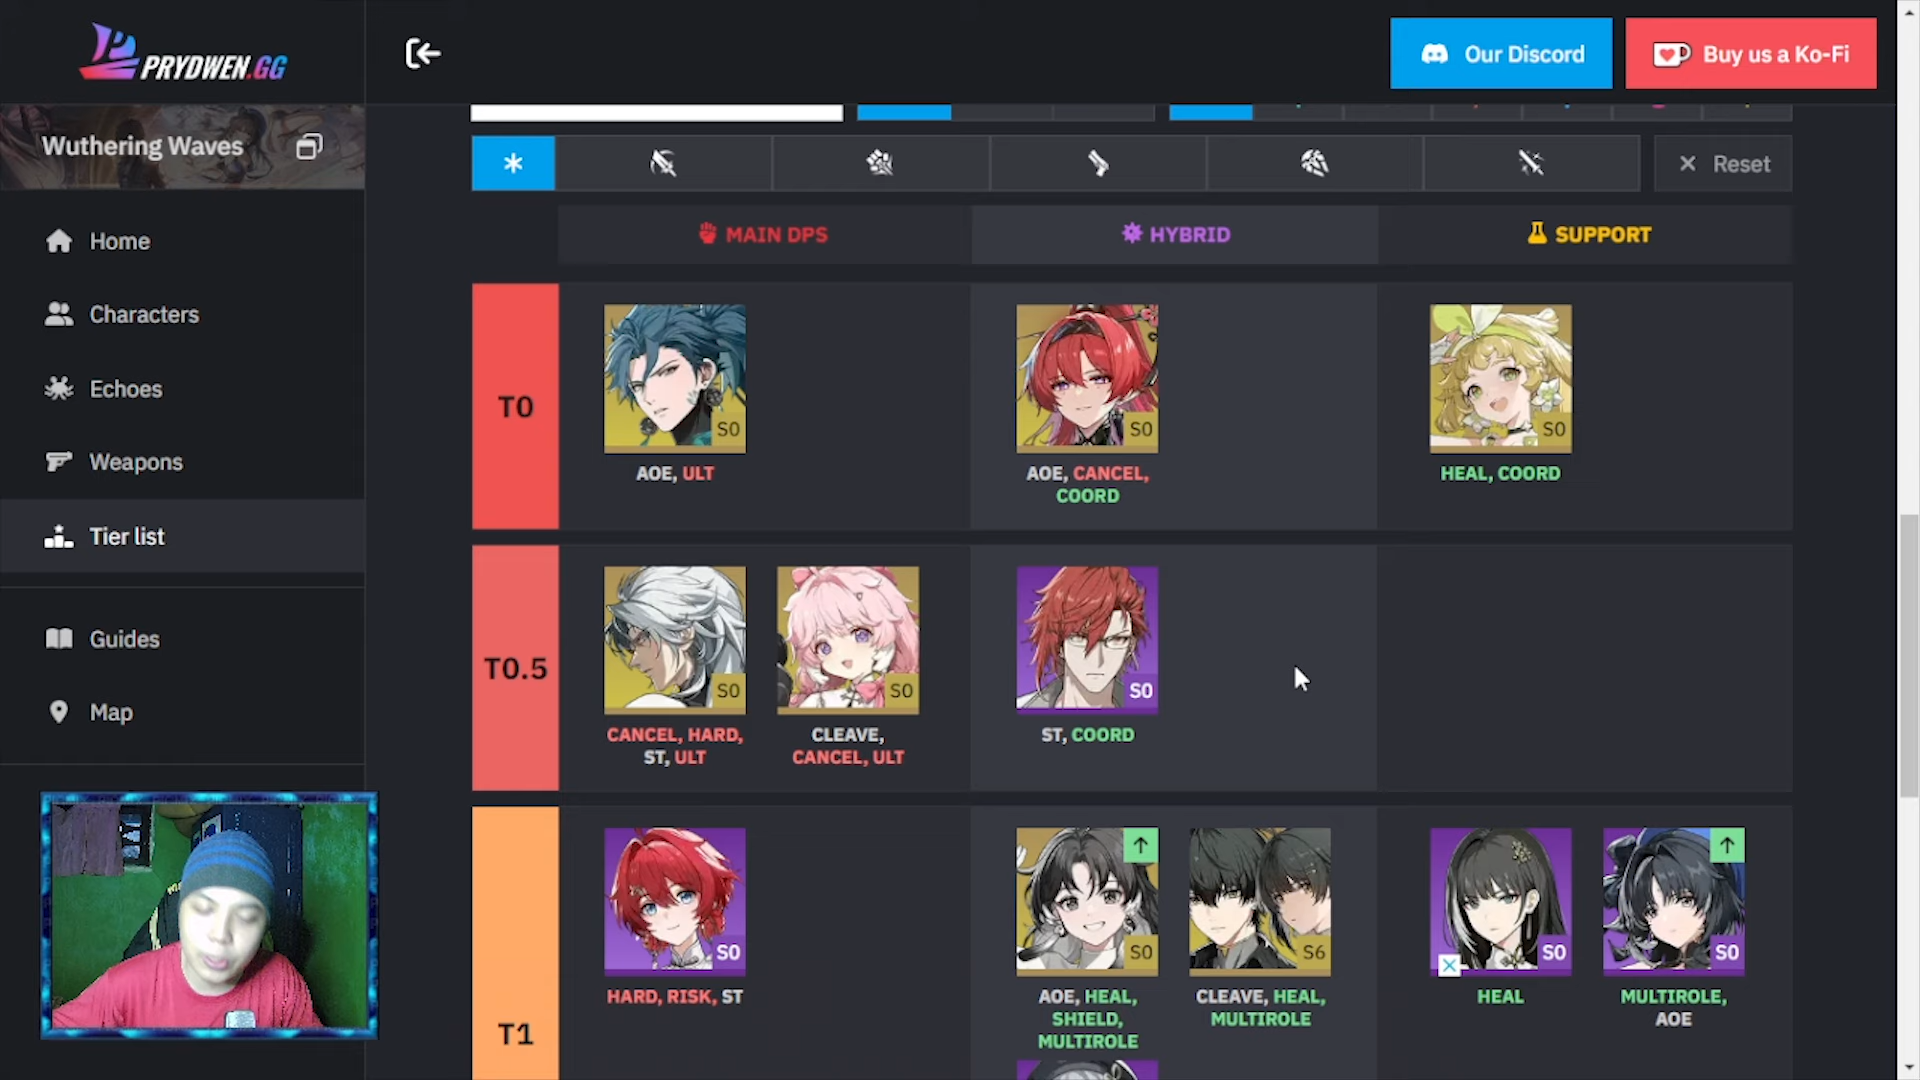 PRYDWEN.GG
Our Discord
Buy us a Ko-Fi
Wuthering Waves
Home
Characters
Echoes
Weapons
Tier list
Guides
Map
Reset
MAIN DPS
HYBRID
SUPPORT
T0
S0
AOE, ULT
S0
AOE, CANCEL,
COORD
S0
HEAL, COORD
T0.5
S0
CANCEL, HARD,
ST, ULT
S0
CLEAVE,
CANCEL, ULT
S0
ST, COORD
T1
S0
HARD, RISK, ST
S0
AOE, HEAL,
SHIELD,
MULTIROLE
S6
CLEAVE, HEAL,
MULTIROLE
S0
HEAL
S0
MULTIROLE,
AOE